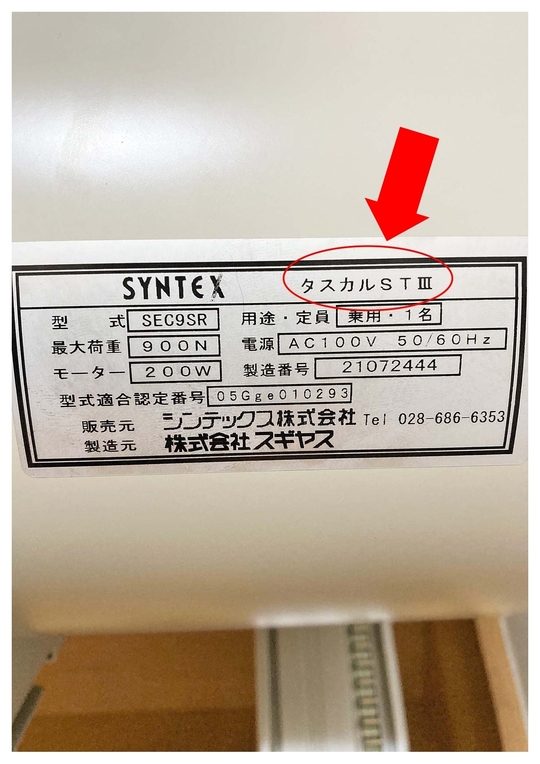 SYNTEX タスカルSTⅢ
型式 SEC9SR 用途・定員 乗用・1名
最大荷重 900N 電源 AC100V 50/60Hz
モーター 200W 製造番号 21072444
型式適合認定番号 05Gge010293
販売元 シンテックス株式会社 Tel 028-686-6353
製造元 株式会社スギヤス